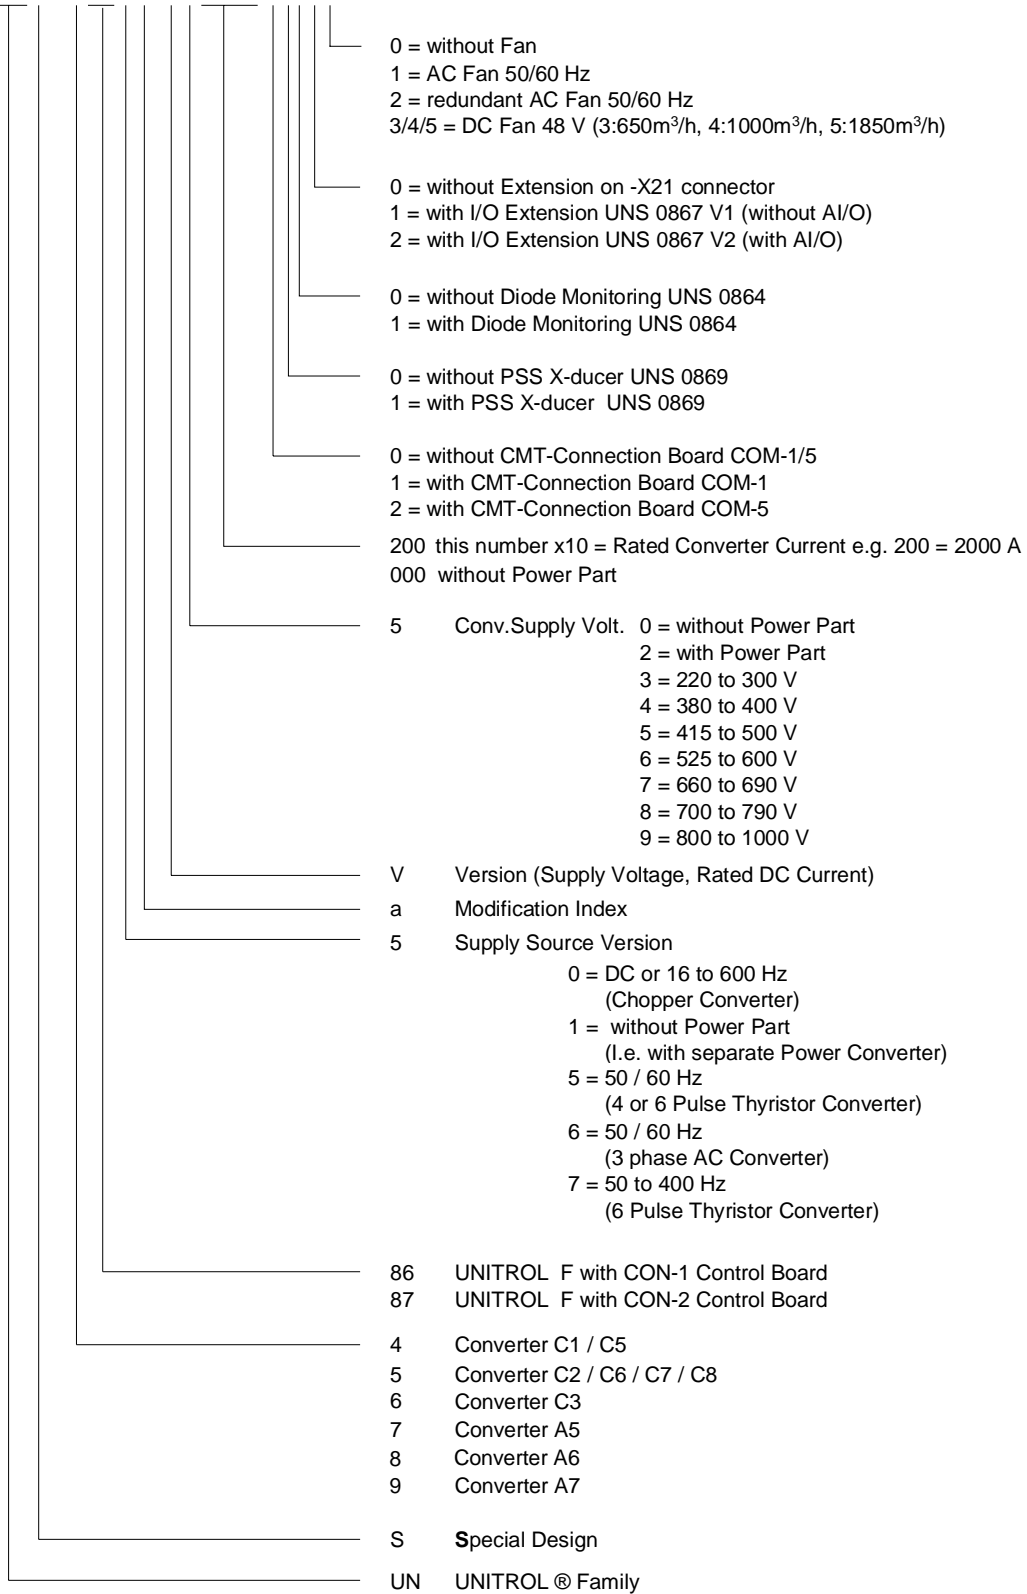 0 = without Fan
1 = AC Fan 50/60 Hz
2 = redundant AC Fan 50/60 Hz
3/4/5 = DC Fan 48 V (3:650m³/h, 4:1000m³/h, 5:1850m³/h)
0 = without Extension on -X21 connector
1 = with I/O Extension UNS 0867 V1 (without AI/O)
2 = with I/O Extension UNS 0867 V2 (with AI/O)
0 = without Diode Monitoring UNS 0864
1 = with Diode Monitoring UNS 0864
0 = without PSS X-ducer UNS 0869
1 = with PSS X-ducer UNS 0869
0 = without CMT-Connection Board COM-1/5
1 = with CMT-Connection Board COM-1
2 = with CMT-Connection Board COM-5
200 this number x10 = Rated Converter Current e.g. 200 = 2000 A
000 without Power Part
5 Conv.Supply Volt. 0 = without Power Part
2 = with Power Part
3 = 220 to 300 V
4 = 380 to 400 V
5 = 415 to 500 V
6 = 525 to 600 V
7 = 660 to 690 V
8 = 700 to 790 V
9 = 800 to 1000 V
V Version (Supply Voltage, Rated DC Current)
a Modification Index
5 Supply Source Version
0 = DC or 16 to 600 Hz
(Chopper Converter)
1 = without Power Part
(I.e. with separate Power Converter)
5 = 50 / 60 Hz
(4 or 6 Pulse Thyristor Converter)
6 = 50 / 60 Hz
(3 phase AC Converter)
7 = 50 to 400 Hz
(6 Pulse Thyristor Converter)
86 UNITROL F with CON-1 Control Board
87 UNITROL F with CON-2 Control Board
4 Converter C1 / C5
5 Converter C2 / C6 / C7 / C8
6 Converter C3
7 Converter A5
8 Converter A6
9 Converter A7
S Special Design
UN UNITROL ® Family